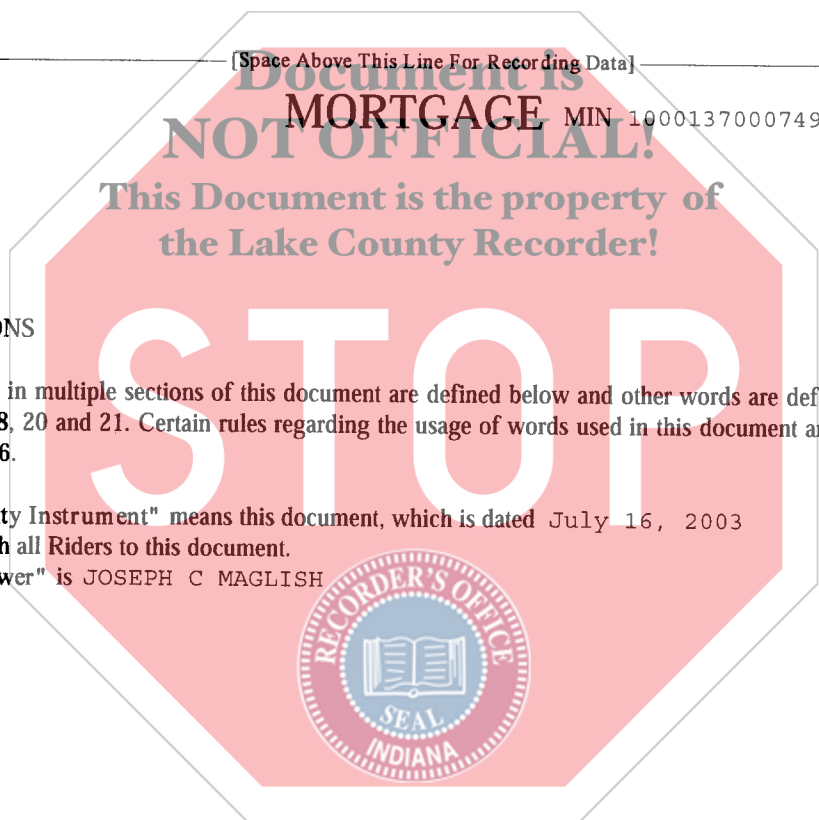 [Space Above This Line For Recording Data]
Document is
MORTGAGE MIN 1000137000749
NOT OFFICIAL!
This Document is the property of
the Lake County Recorder!
ONS
in multiple sections of this document are defined below and other words are def
8, 20 and 21. Certain rules regarding the usage of words used in this document a
6.
STOP
ty Instrument" means this document, which is dated July 16, 2003
h all Riders to this document.
wer" is JOSEPH C MAGLISH
RECORDER'S OFFICE
SEAL
INDIANA